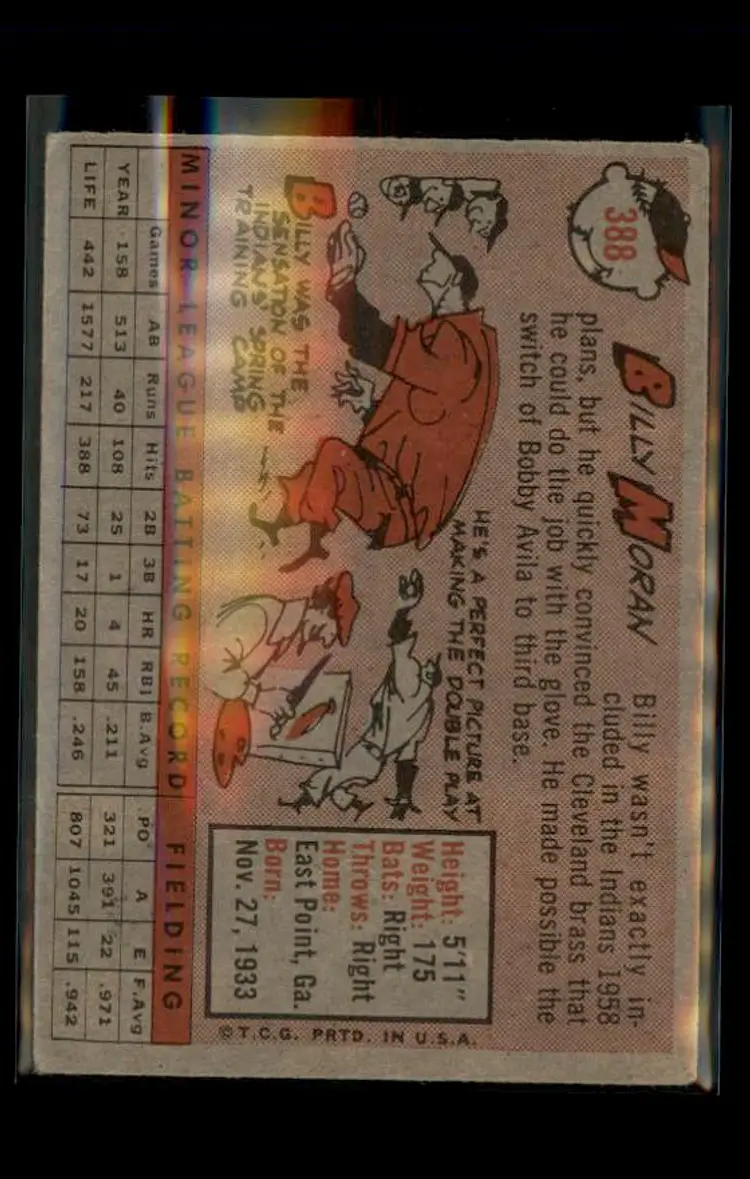 388
BILLY MORAN
Billy wasn't exactly in-
cluded in the Indians 1958
plans, but he quickly convinced the Cleveland brass that
he could do the job with the glove. He made possible the
switch of Bobby Avila to third base.
BILLY WAS THE
SENSATION OF THE
INDIANS' SPRING
TRAINING CAMP
HE'S A PERFECT PICTURE AT
MAKING THE DOUBLE PLAY
Height: 5'11"
Weight: 175
Bats: Right
Throws: Right
Home:
East Point, Ga.
Born:
Nov. 27, 1933
©T.C.G. PRTD. IN U.S.A.
MINOR LEAGUE BATTING RECORD FIELDING
Games AB Runs Hits 2B 3B HR RBI B.Avg PO A E F.Avg
YEAR 158 513 40 108 25 1 4 45 .211 321 391 22 .971
LIFE 442 1577 217 388 73 17 20 158 .246 807 1045 115 .942